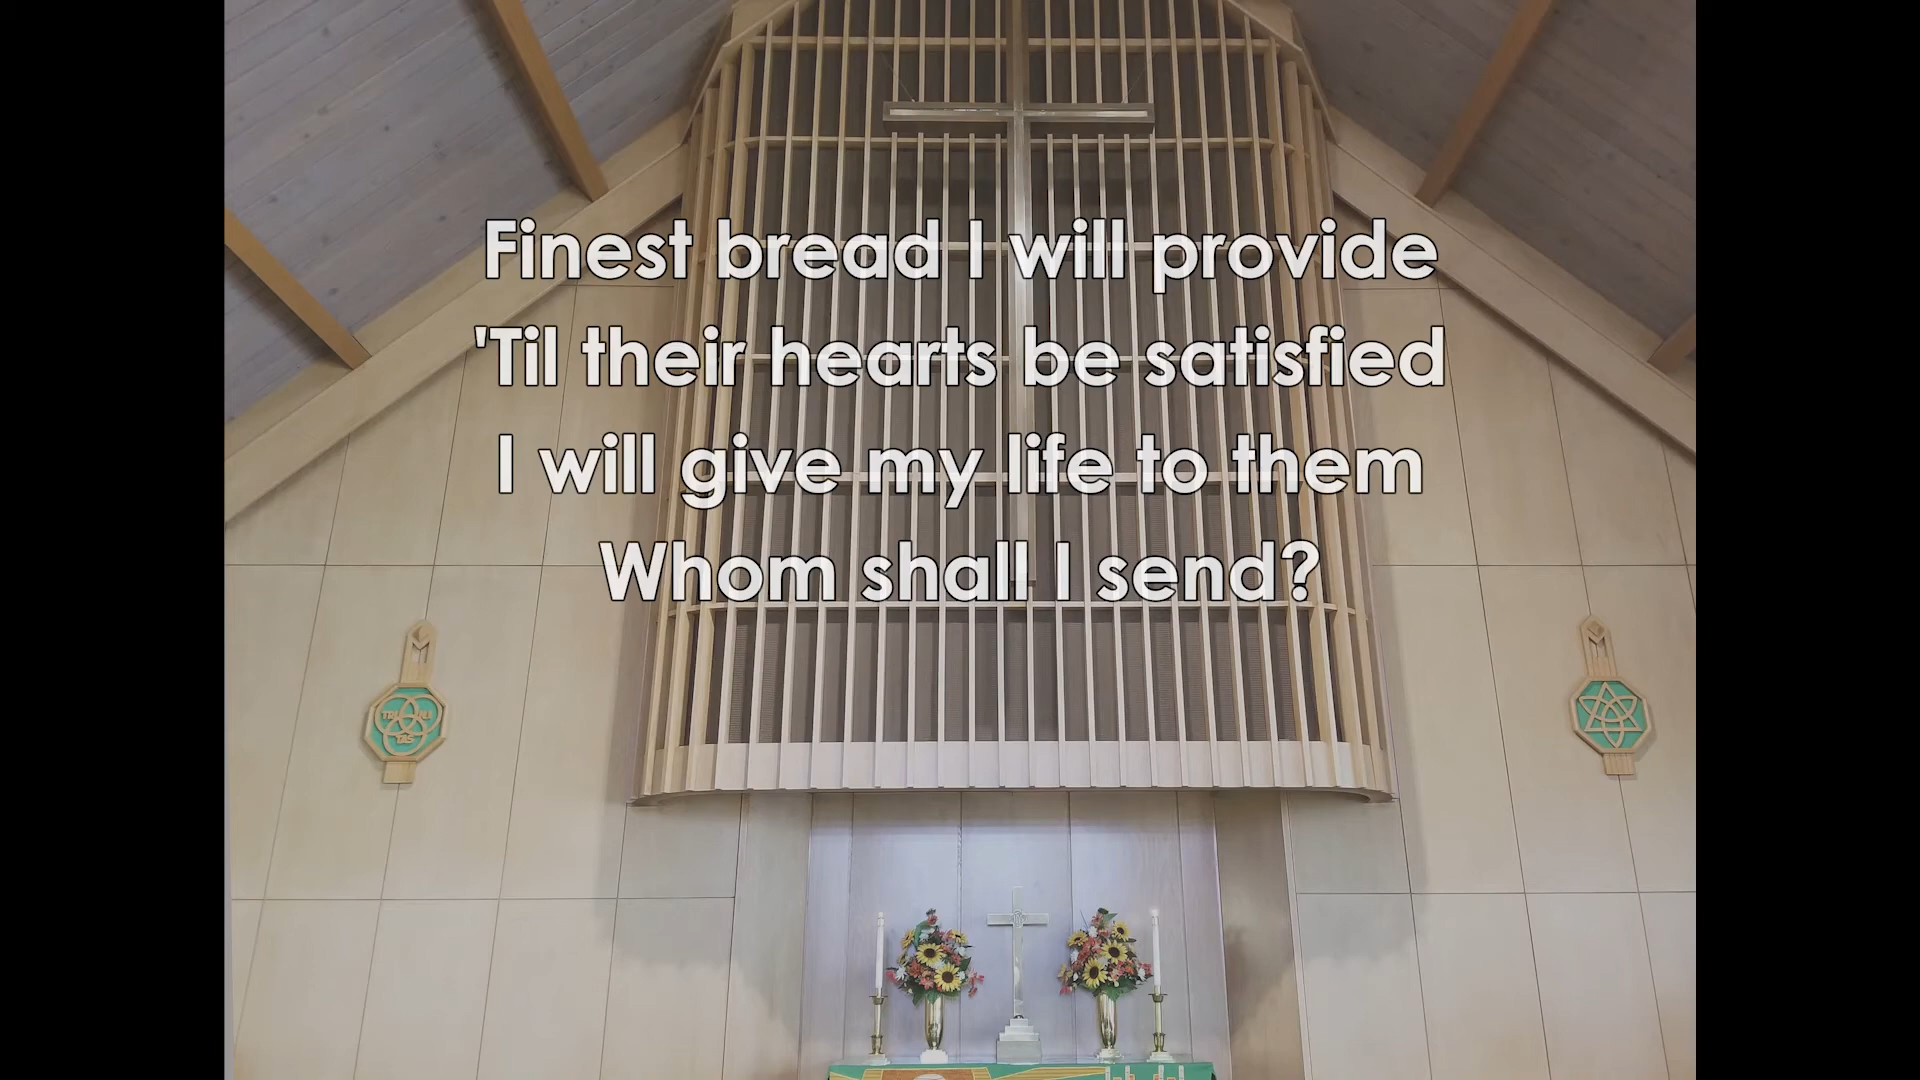 Finest bread I will provide
'Til their hearts be satisfied
I will give my life to them
Whom shall I send?